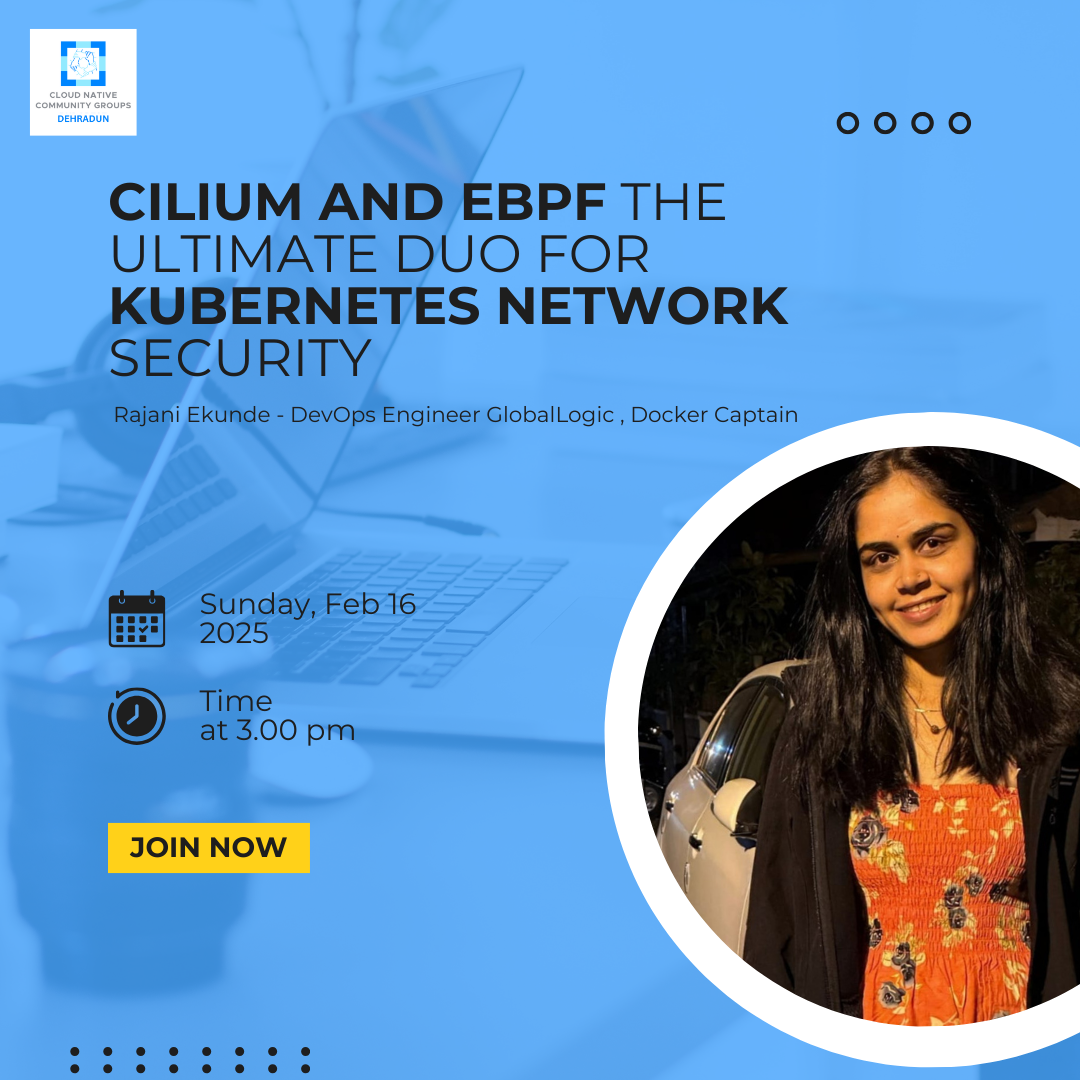 CLOUD NATIVE
COMMUNITY GROUPS
DEHRADUN
CILIUM AND EBPF THE
ULTIMATE DUO FOR
KUBERNETES NETWORK
SECURITY
Rajani Ekunde - DevOps Engineer GlobalLogic , Docker Captain
Sunday, Feb 16
2025
Time
at 3.00 pm
JOIN NOW